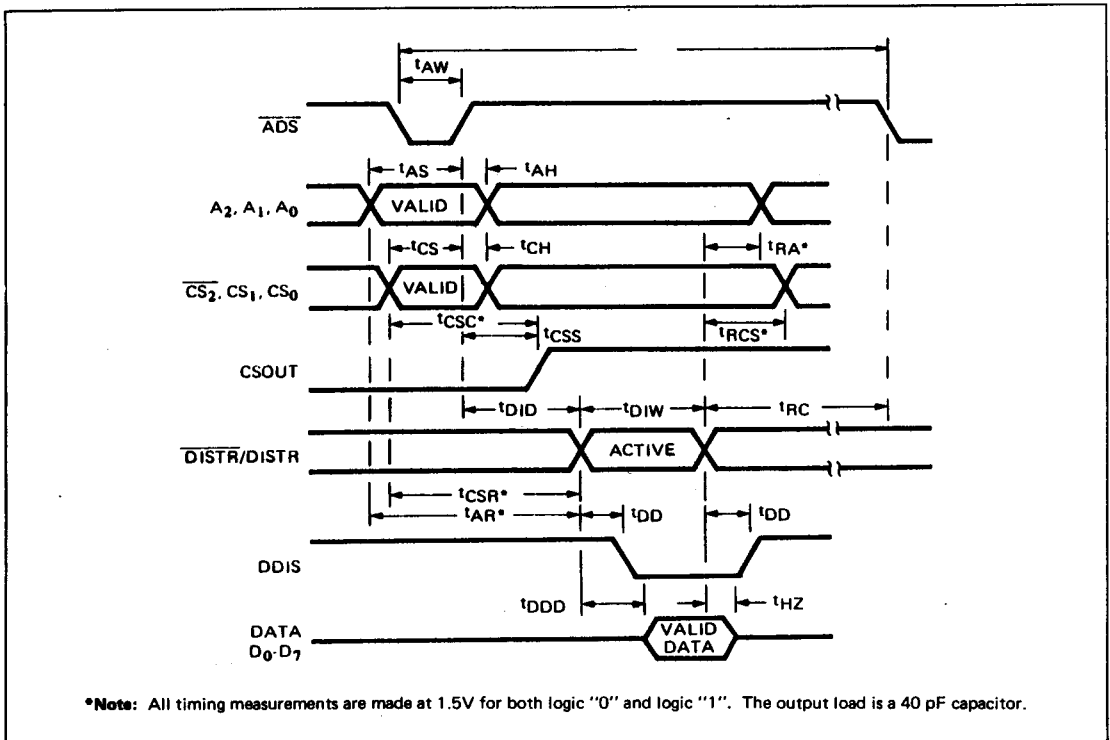 tAW
ADS
tAS
tAH
A2, A1, A0
VALID
tCS
tCH
tRA*
CS2, CS1, CS0
VALID
tCSC*
tCSS
tRCS*
CSOUT
tDID
tDIW
tRC
DISTR/DISTR
ACTIVE
tCSR*
tAR*
tDD
tDD
DDIS
tDDD
tHZ
DATA
D0-D7
VALID
DATA
*Note: All timing measurements are made at 1.5V for both logic "0" and logic "1". The output load is a 40 pF capacitor.